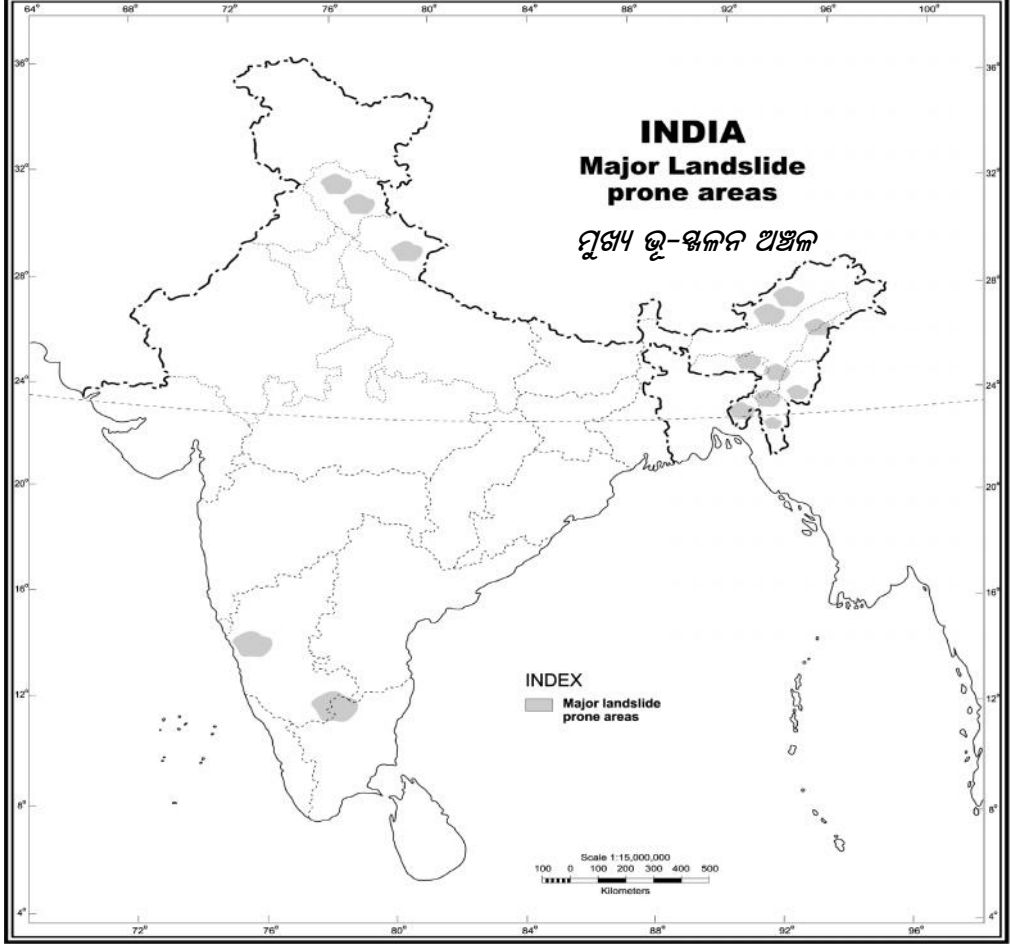 64° 68° 72° 76° 80° 84° 88° 92° 96° 100°
36° 36°
INDIA
Major Landslide
prone areas
ମୁଖ୍ୟ ଭୂ-ସ୍ଖଳନ ଅଞ୍ଚଳ
32° 32°
28° 28°
24° 24°
20° 20°
16° 16°
12° 12°
INDEX
Major landslide
prone areas
8° 8°
Scale 1:15,000,000
100 0 100 200 300 400 500
Kilometers
4° 4°
72° 76° 80° 84° 88° 92° 96°